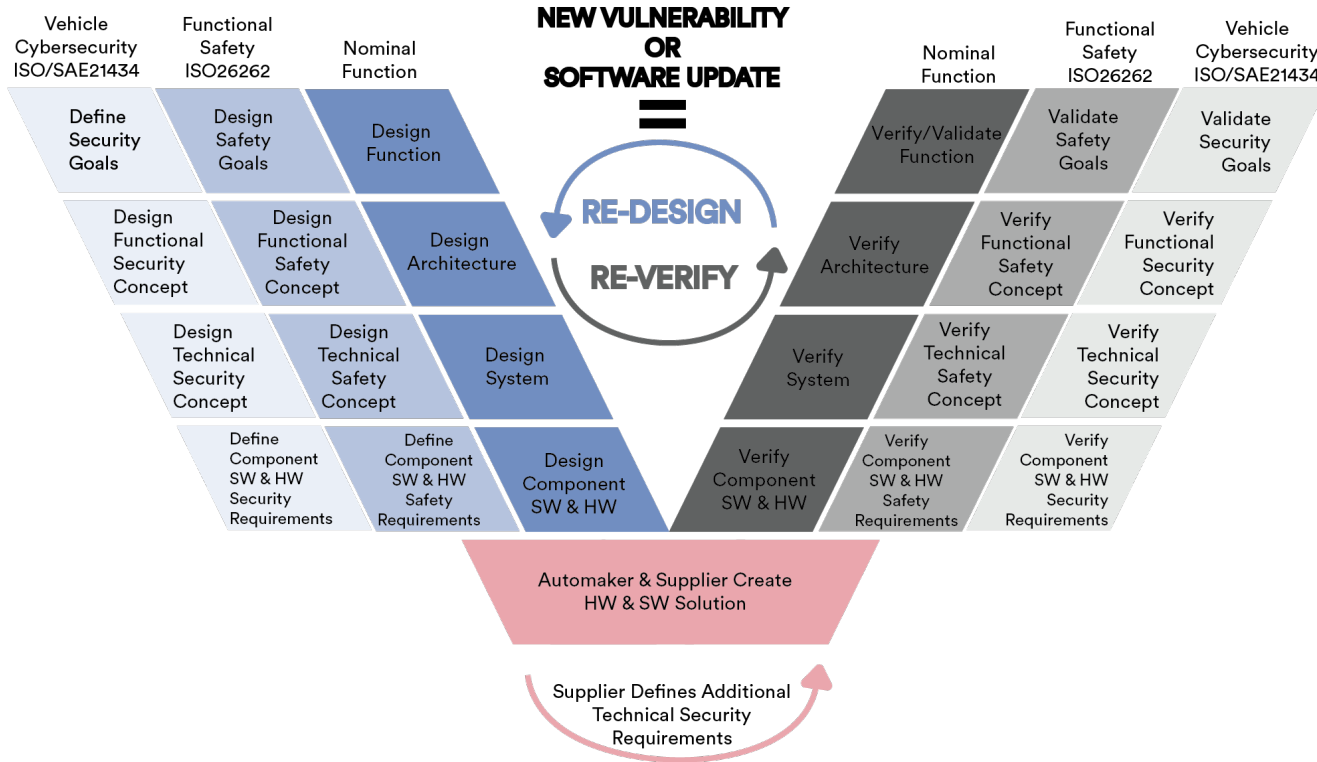 Vehicle
Cybersecurity
ISO/SAE21434
Functional
Safety
ISO26262
Nominal
Function
NEW VULNERABILITY
OR
SOFTWARE UPDATE
=
Nominal
Function
Functional
Safety
ISO26262
Vehicle
Cybersecurity
ISO/SAE21434
Define
Security
Goals
Design
Safety
Goals
Design
Function
RE-DESIGN
RE-VERIFY
Verify/Validate
Function
Validate
Safety
Goals
Validate
Security
Goals
Design
Functional
Security
Concept
Design
Functional
Safety
Concept
Design
Architecture
Verify
Architecture
Verify
Functional
Safety
Concept
Verify
Functional
Security
Concept
Design
Technical
Security
Concept
Design
Technical
Safety
Concept
Design
System
Verify
System
Verify
Technical
Safety
Concept
Verify
Technical
Security
Concept
Define
Component
SW & HW
Security
Requirements
Define
Component
SW & HW
Safety
Requirements
Design
Component
SW & HW
Verify
Component
SW & HW
Verify
Component
SW & HW
Safety
Requirements
Verify
Component
SW & HW
Security
Requirements
Automaker & Supplier Create
HW & SW Solution
Supplier Defines Additional
Technical Security
Requirements